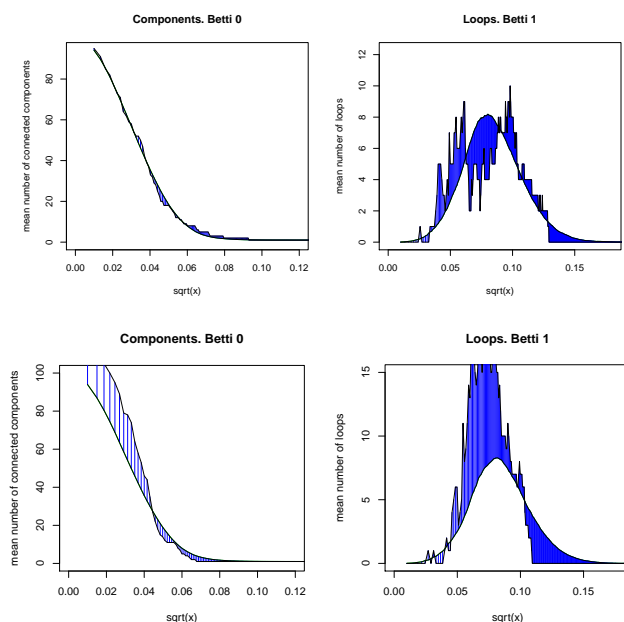 Components. Betti 0
mean number of connected components
80
60
40
20
0
0.00 0.02 0.04 0.06 0.08 0.10 0.12
sqrt(x)
Loops. Betti 1
mean number of loops
12
10
8
6
4
2
0
0.00 0.05 0.10 0.15
sqrt(x)
Components. Betti 0
mean number of connected components
100
80
60
40
20
0
0.00 0.02 0.04 0.06 0.08 0.10 0.12
sqrt(x)
Loops. Betti 1
mean number of loops
15
10
5
0
0.00 0.05 0.10 0.15
sqrt(x)